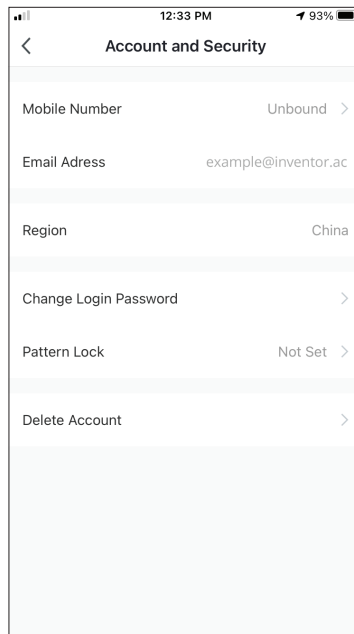 12:33 PM
93%
Account and Security
Mobile Number Unbound
Email Adress example@inventor.ac
Region China
Change Login Password
Pattern Lock Not Set
Delete Account